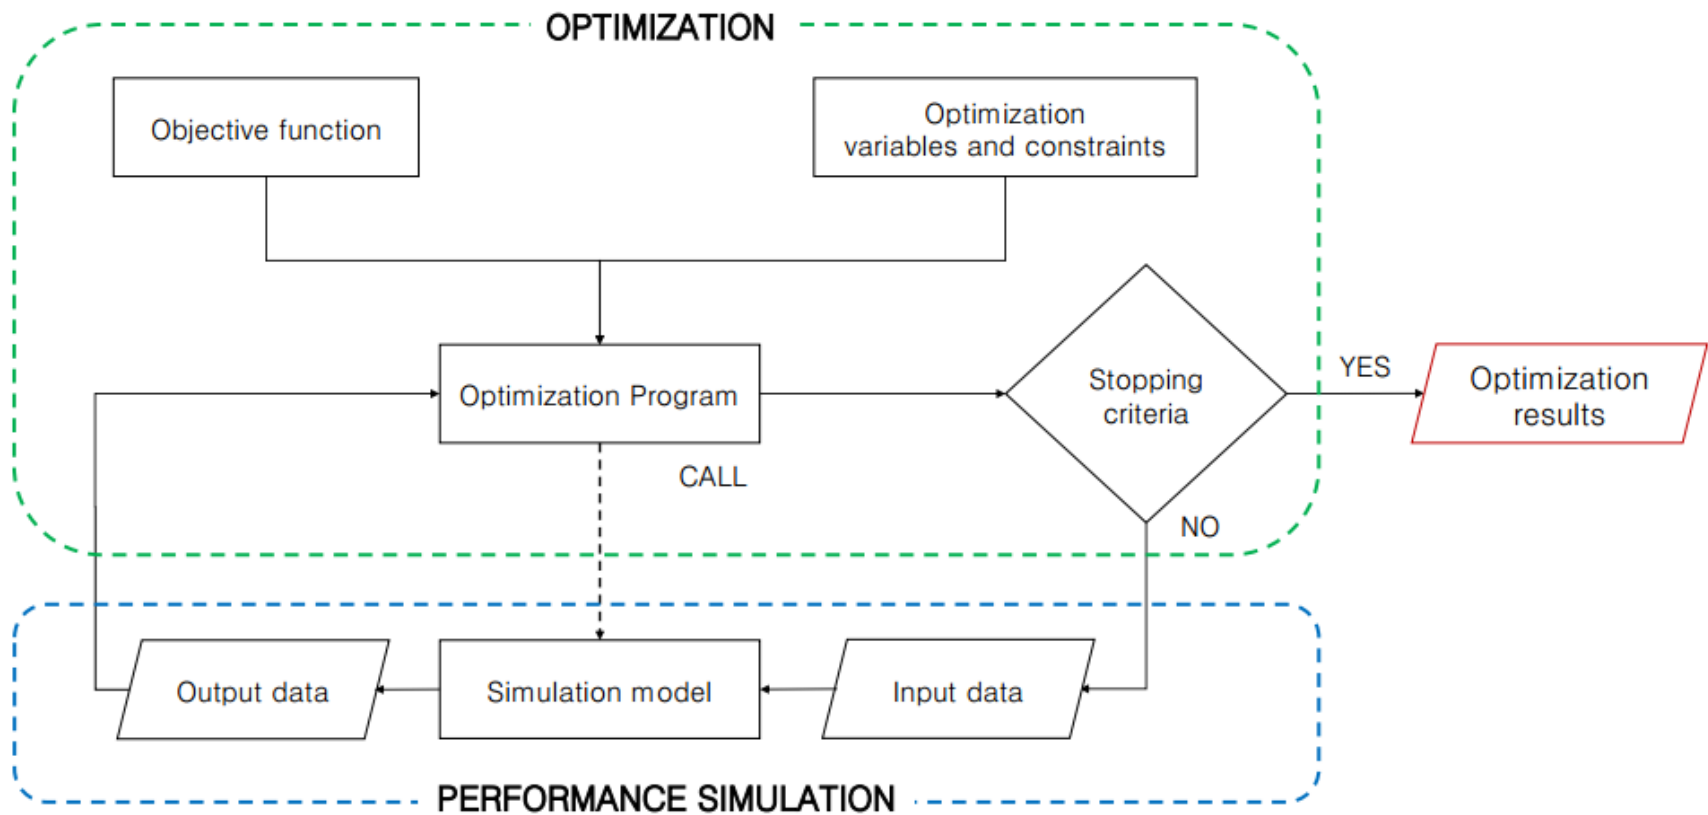 OPTIMIZATION
Objective function
Optimization
variables and constraints
Optimization Program
Stopping
criteria
YES
Optimization
results
CALL
NO
Output data
Simulation model
Input data
PERFORMANCE SIMULATION